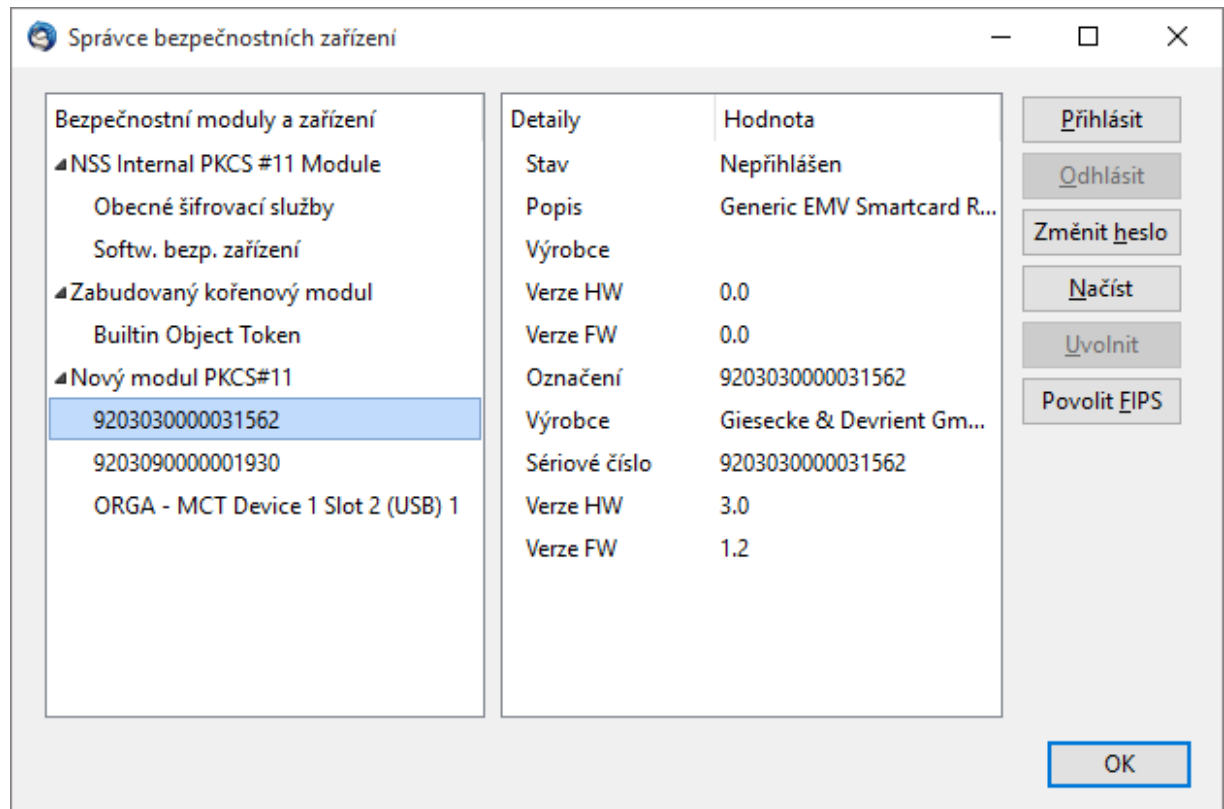 Správce bezpečnostních zařízení
Bezpečnostní moduly a zařízení
NSS Internal PKCS #11 Module
Obecné šifrovací služby
Softw. bezp. zařízení
Zabudovaný kořenový modul
Builtin Object Token
Nový modul PKCS#11
9203030000031562
9203090000001930
ORGA - MCT Device 1 Slot 2 (USB) 1
Detaily Hodnota
Stav Nepřihlášen
Popis Generic EMV Smartcard R...
Výrobce
Verze HW 0.0
Verze FW 0.0
Označení 9203030000031562
Výrobce Giesecke & Devrient Gm...
Sériové číslo 9203030000031562
Verze HW 3.0
Verze FW 1.2
Přihlásit
Odhlásit
Změnit heslo
Načíst
Uvolnit
Povolit FIPS
OK